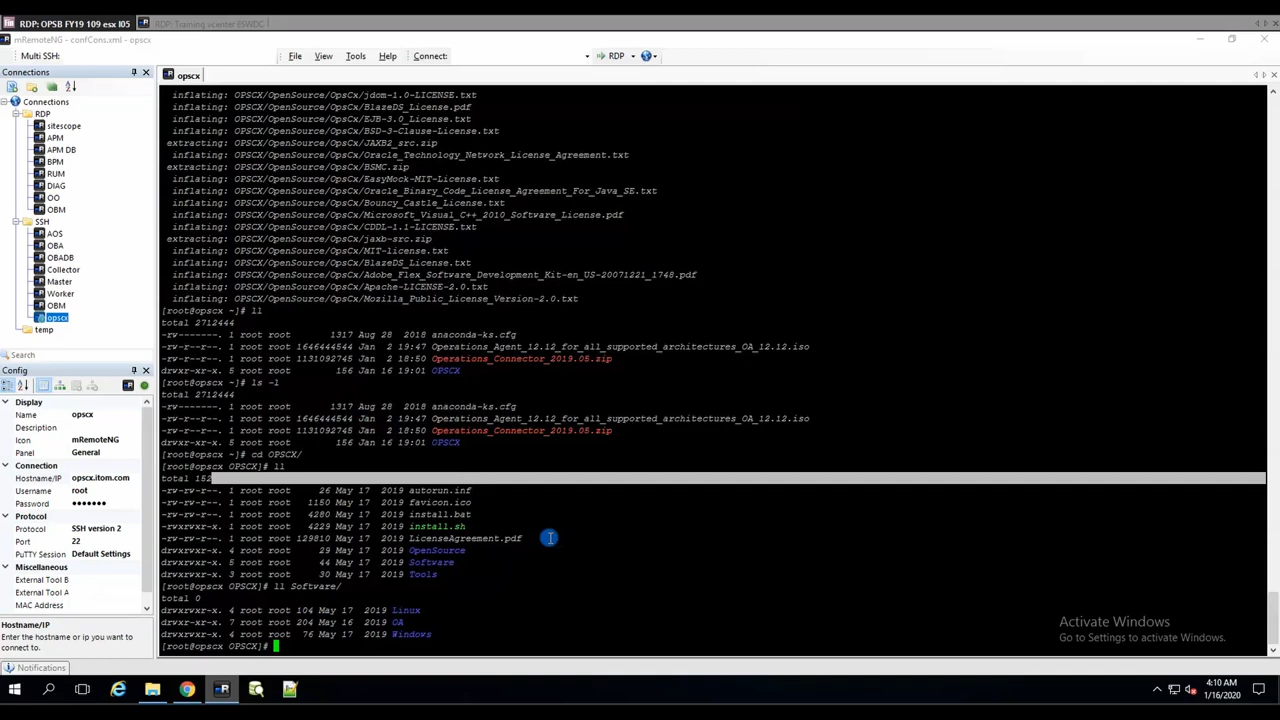 RDP: OPSB FY19 109 esx I05
RDP: Training vcenter ESWDC
mRemoteNG - confCons.xml - opscx
Multi SSH:
File View Tools Help Connect: RDP
Connections
opscx
Connections
RDP
sitescope
APM
APM DB
BPM
RUM
DIAG
OO
OBM
SSH
AOS
OBA
OBADB
Collector
Master
Worker
OBM
opscx
temp
Search
Config
Display
Name opscx
Description
Icon mRemoteNG
Panel General
Connection
Hostname/IP opscx.itom.com
Username root
Password •••••••
Protocol
Protocol SSH version 2
Port 22
PuTTY Session Default Settings
Miscellaneous
External Tool B
External Tool A
MAC Address
Hostname/IP
Enter the hostname or ip you want to
connect to.
Notifications
inflating: OPSCX/OpenSource/OpsCx/jdom-1.0-LICENSE.txt
inflating: OPSCX/OpenSource/OpsCx/BlazeDS_License.pdf
inflating: OPSCX/OpenSource/OpsCx/EJB-3.0_License.txt
inflating: OPSCX/OpenSource/OpsCx/BSD-3-Clause-License.txt
extracting: OPSCX/OpenSource/OpsCx/JAXB2_src.zip
inflating: OPSCX/OpenSource/OpsCx/Oracle_Technology_Network_License_Agreement.txt
extracting: OPSCX/OpenSource/OpsCx/BSMC.zip
inflating: OPSCX/OpenSource/OpsCx/EasyMock-MIT-License.txt
inflating: OPSCX/OpenSource/OpsCx/Oracle_Binary_Code_License_Agreement_For_Java_SE.txt
inflating: OPSCX/OpenSource/OpsCx/Bouncy_Castle_License.txt
inflating: OPSCX/OpenSource/OpsCx/Microsoft_Visual_C++_2010_Software_License.pdf
inflating: OPSCX/OpenSource/OpsCx/CDDL-1.1-LICENSE.txt
extracting: OPSCX/OpenSource/OpsCx/jaxb-src.zip
inflating: OPSCX/OpenSource/OpsCx/MIT-license.txt
inflating: OPSCX/OpenSource/OpsCx/BlazeDS_License.txt
inflating: OPSCX/OpenSource/OpsCx/Adobe_Flex_Software_Development_Kit-en_US-20071221_1748.pdf
inflating: OPSCX/OpenSource/OpsCx/Apache-LICENSE-2.0.txt
inflating: OPSCX/OpenSource/OpsCx/Mozilla_Public_License_Version-2.0.txt
[root@opscx ~]# ll
total 2712444
-rw-------. 1 root root 1317 Aug 28 2018 anaconda-ks.cfg
-rw-r--r--. 1 root root 1646444544 Jan 2 19:47 Operations_Agent_12.12_for_all_supported_architectures_OA_12.12.iso
-rw-r--r--. 1 root root 1131092745 Jan 2 18:50 Operations_Connector_2019.05.zip
drwxr-xr-x. 5 root root 156 Jan 16 19:01 OPSCX
[root@opscx ~]# ls -l
total 2712444
-rw-------. 1 root root 1317 Aug 28 2018 anaconda-ks.cfg
-rw-r--r--. 1 root root 1646444544 Jan 2 19:47 Operations_Agent_12.12_for_all_supported_architectures_OA_12.12.iso
-rw-r--r--. 1 root root 1131092745 Jan 2 18:50 Operations_Connector_2019.05.zip
drwxr-xr-x. 5 root root 156 Jan 16 19:01 OPSCX
[root@opscx ~]# cd OPSCX/
[root@opscx OPSCX]# ll
total 152
-rw-rw-r--. 1 root root 26 May 17 2019 autorun.inf
-rw-rw-r--. 1 root root 1150 May 17 2019 favicon.ico
-rw-rw-r--. 1 root root 4280 May 17 2019 install.bat
-rwxrwxr-x. 1 root root 4229 May 17 2019 install.sh
-rw-rw-r--. 1 root root 129810 May 17 2019 LicenseAgreement.pdf
drwxrwxr-x. 4 root root 29 May 17 2019 OpenSource
drwxrwxr-x. 5 root root 44 May 17 2019 Software
drwxrwxr-x. 3 root root 30 May 17 2019 Tools
[root@opscx OPSCX]# ll Software/
total 0
drwxrwxr-x. 4 root root 104 May 17 2019 Linux
drwxrwxr-x. 7 root root 204 May 16 2019 OA
drwxrwxr-x. 4 root root 76 May 17 2019 Windows
[root@opscx OPSCX]#
Activate Windows
Go to Settings to activate Windows.
4:10 AM
1/16/2020